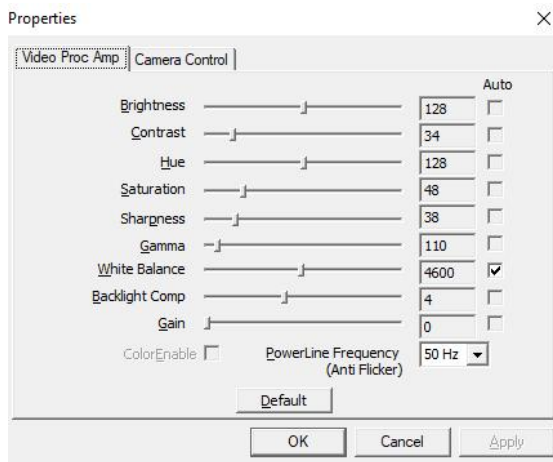 Properties
Video Proc Amp Camera Control
Auto
Brightness 128
Contrast 34
Hue 128
Saturation 48
Sharpness 38
Gamma 110
White Balance 4600
Backlight Comp 4
Gain 0
ColorEnable PowerLine Frequency 50 Hz
(Anti Flicker)
Default
OK Cancel Apply